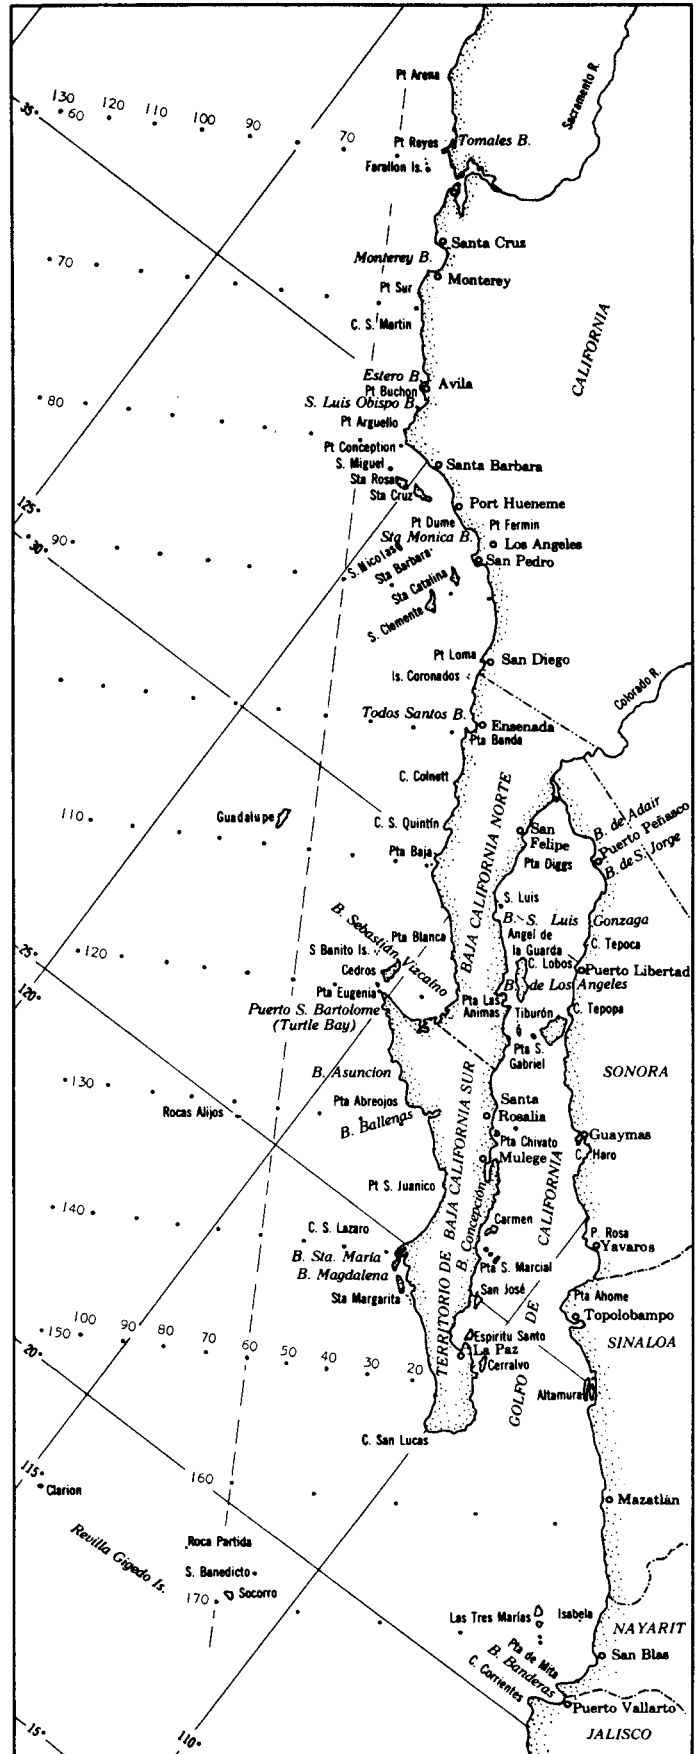 Pt Arena
Sacramento R.
130
120
110
100
90
70
35°
60
Pt Reyes
Tomales B.
Farallon Is.
Santa Cruz
Monterey B.
70
Monterey
Pt Sur
C. S. Martin
CALIFORNIA
Estero B.
Avila
Pt Buchon
80
S. Luis Obispo B.
Pt Arguello
Pt Conception
S. Miguel
Santa Barbara
Sta Rosa
Sta Cruz
125°
Port Hueneme
Pt Dume
Pt Fermin
30°
90
Sta Monica B.
Los Angeles
S. Nicolas
Sta Barbara
San Pedro
Sta Catalina
S. Clemente
Pt Loma
San Diego
Is. Coronados
Colorado R.
Todos Santos B.
Ensenada
Pta Banda
C. Colnett
BAJA CALIFORNIA NORTE
110
Guadalupe
C. S. Quintín
San
Felipe
B. de Adair
Puerto Peñasco
B. de S. Jorge
Pta Baja
Pta Diggs
S. Luis
B. S. Luis Gonzaga
B. Sebastián Vizcaíno
Pta Blanca
Angel de
la Guarda
C. Tepoca
25°
120
S Banito Is.
C. Lobos
Puerto Libertad
Cedros
B. de Los Angeles
120°
Pta Eugenia
Pta Las
Animas
Puerto S. Bartolome
(Turtle Bay)
Tiburón
C. Tepopa
Pta S.
Gabriel
B. Asuncion
SONORA
130
Rocas Alijos
Pta Abreojos
B. Ballenas
Santa
Rosalia
Pta Chivato
Guaymas
C. Haro
Mulege
Pt S. Juanico
B. Concepción
TERRITORIO DE BAJA CALIFORNIA SUR
GOLFO DE CALIFORNIA
140
C. S. Lazaro
Carmen
P. Rosa
Yavaros
B. Sta. María
B. Magdalena
Pta S. Marcial
Sta Margarita
San José
Pta Ahome
Topolobampo
150
100
90
80
70
60
50
40
30
20
20°
Espiritu Santo
La Paz
Cerralvo
SINALOA
Altamura
C. San Lucas
115°
Clarion
160
Mazatlán
Revilla Gigedo Is.
Roca Partida
S. Banedicto
Socorro
170
Las Tres Marías
Isabela
NAYARIT
Pta de Mita
San Blas
B. Banderas
C. Corrientes
Puerto Vallarto
JALISCO
15°
110°